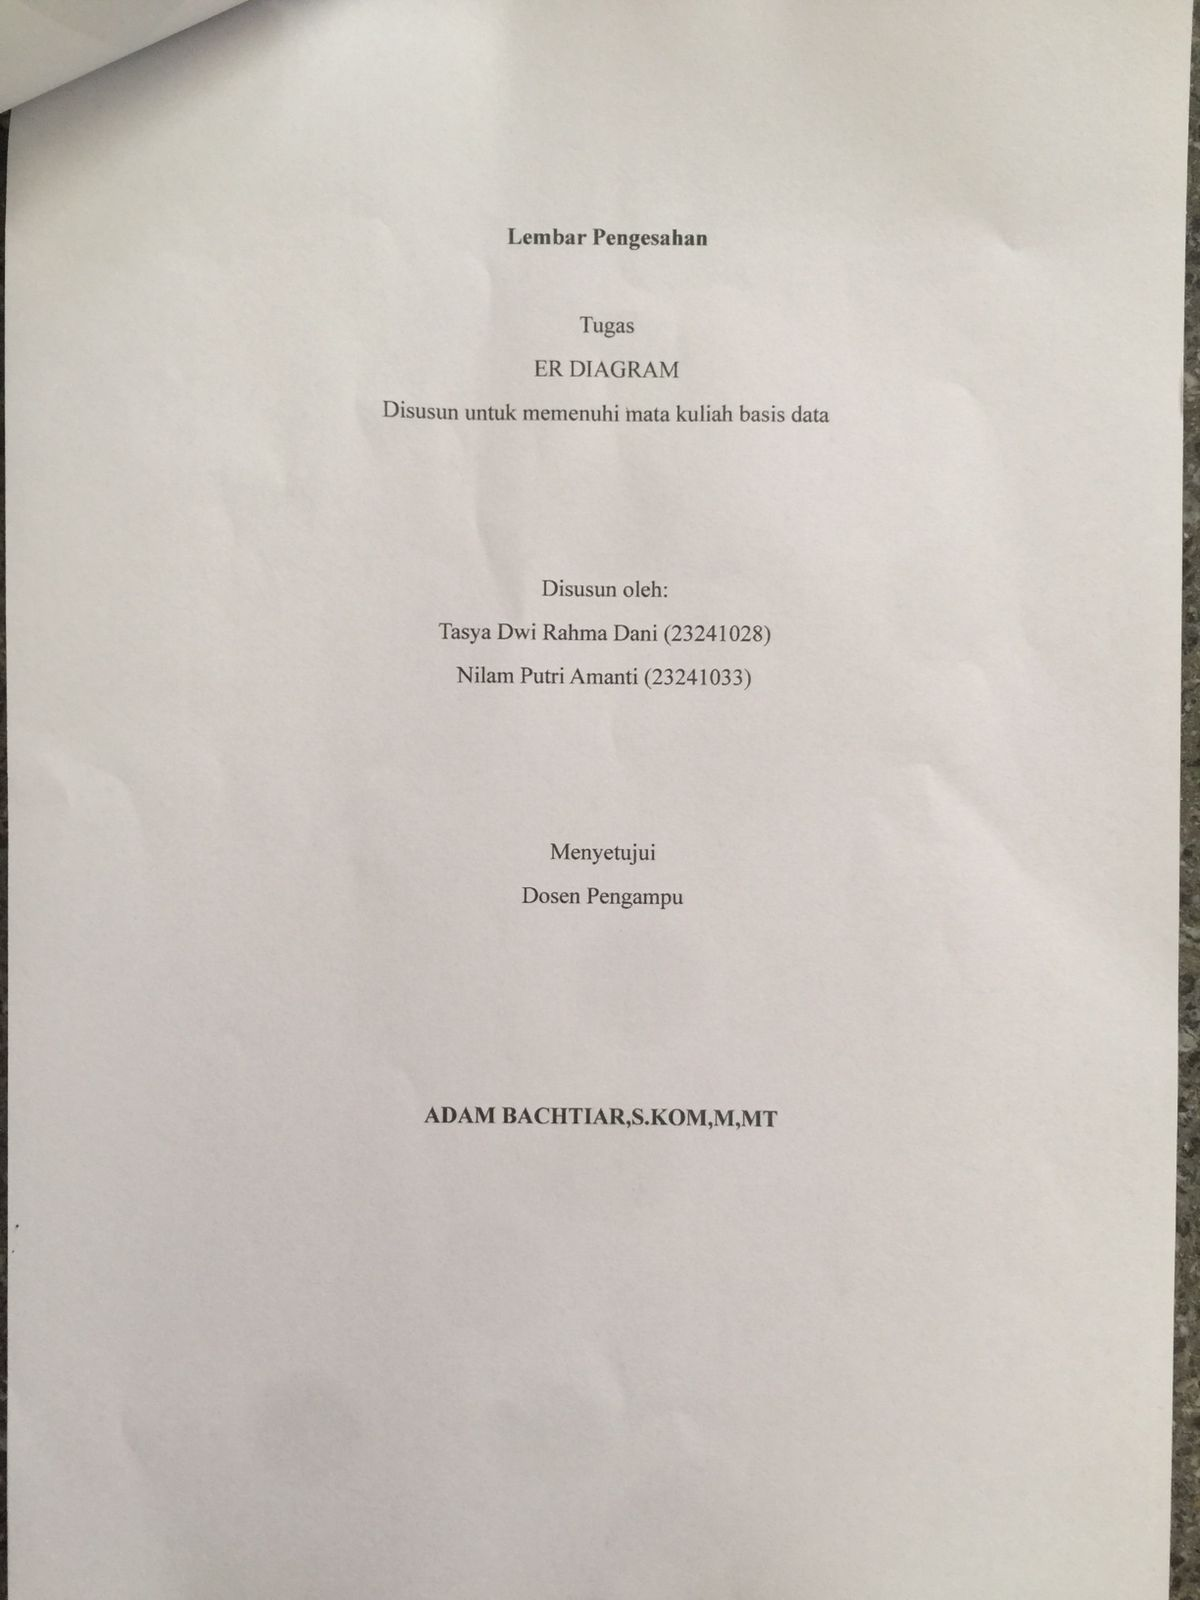 Lembar Pengesahan
Tugas
ER DIAGRAM
Disusun untuk memenuhi mata kuliah basis data
Disusun oleh:
Tasya Dwi Rahma Dani (23241028)
Nilam Putri Amanti (23241033)
Menyetujui
Dosen Pengampu
ADAM BACHTIAR,S.KOM,M,MT